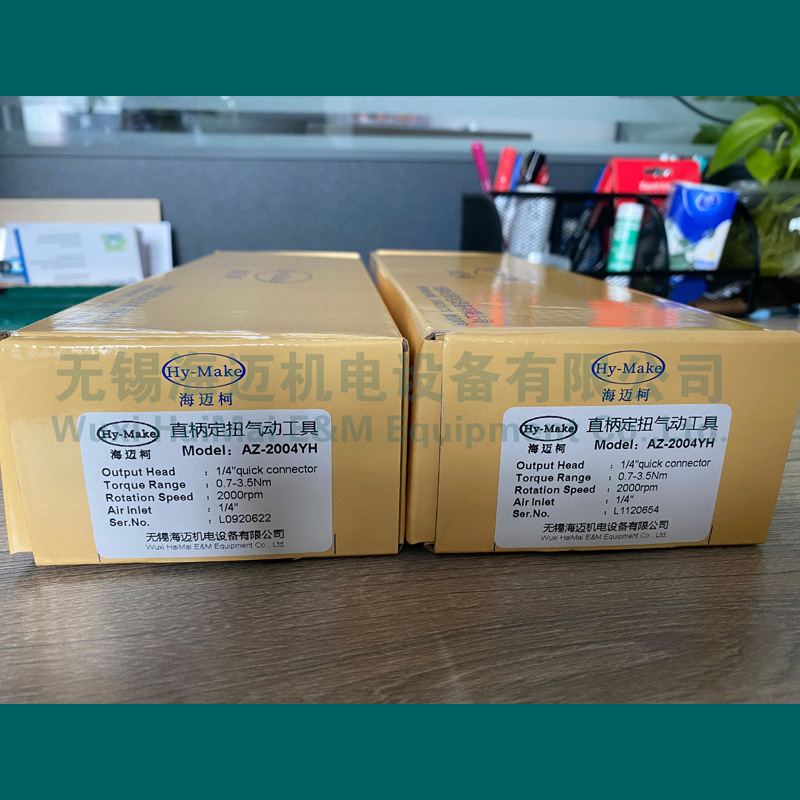 无锡海迈机电设备有限公司
Wuxi HaiMai E&M Equipment Co., Ltd.
Hy-Make
海迈柯
Hy-Make
海迈柯
直柄定扭气动工具
Model: AZ-2004YH
Output Head : 1/4"quick connector
Torque Range : 0.7-3.5Nm
Rotation Speed : 2000rpm
Air Inlet : 1/4"
Ser.No. : L0920622
无锡海迈机电设备有限公司
Wuxi HaiMai E&M Equipment Co., Ltd
Hy-Make
海迈柯
Hy-Make
海迈柯
直柄定扭气动工具
Model: AZ-2004YH
Output Head : 1/4"quick connector
Torque Range : 0.7-3.5Nm
Rotation Speed : 2000rpm
Air Inlet : 1/4"
Ser.No. : L1120654
无锡海迈机电设备有限公司
Wuxi HaiMai E&M Equipment Co., Ltd